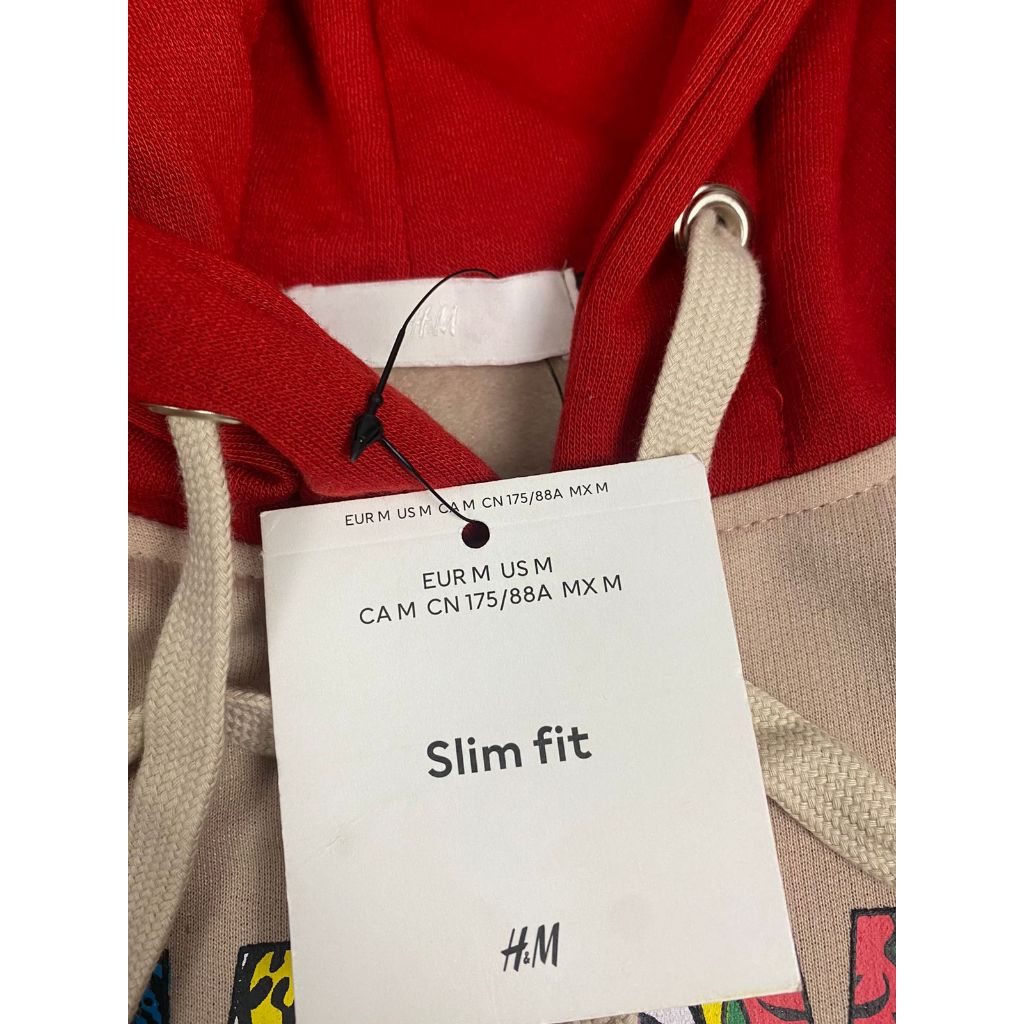 H&M
EUR M US M CA M CN 175/88A MX M
EUR M US M
CA M CN 175/88A MX M
Slim fit
H&M